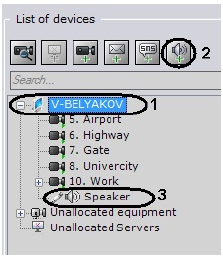 List of devices
SMS
2
Search...
V-BELYAKOV
1
5. Airport
6. Highway
7. Gate
8. Univercity
10. Work
3
Speaker
Unallocated equipment
Unallocated Servers